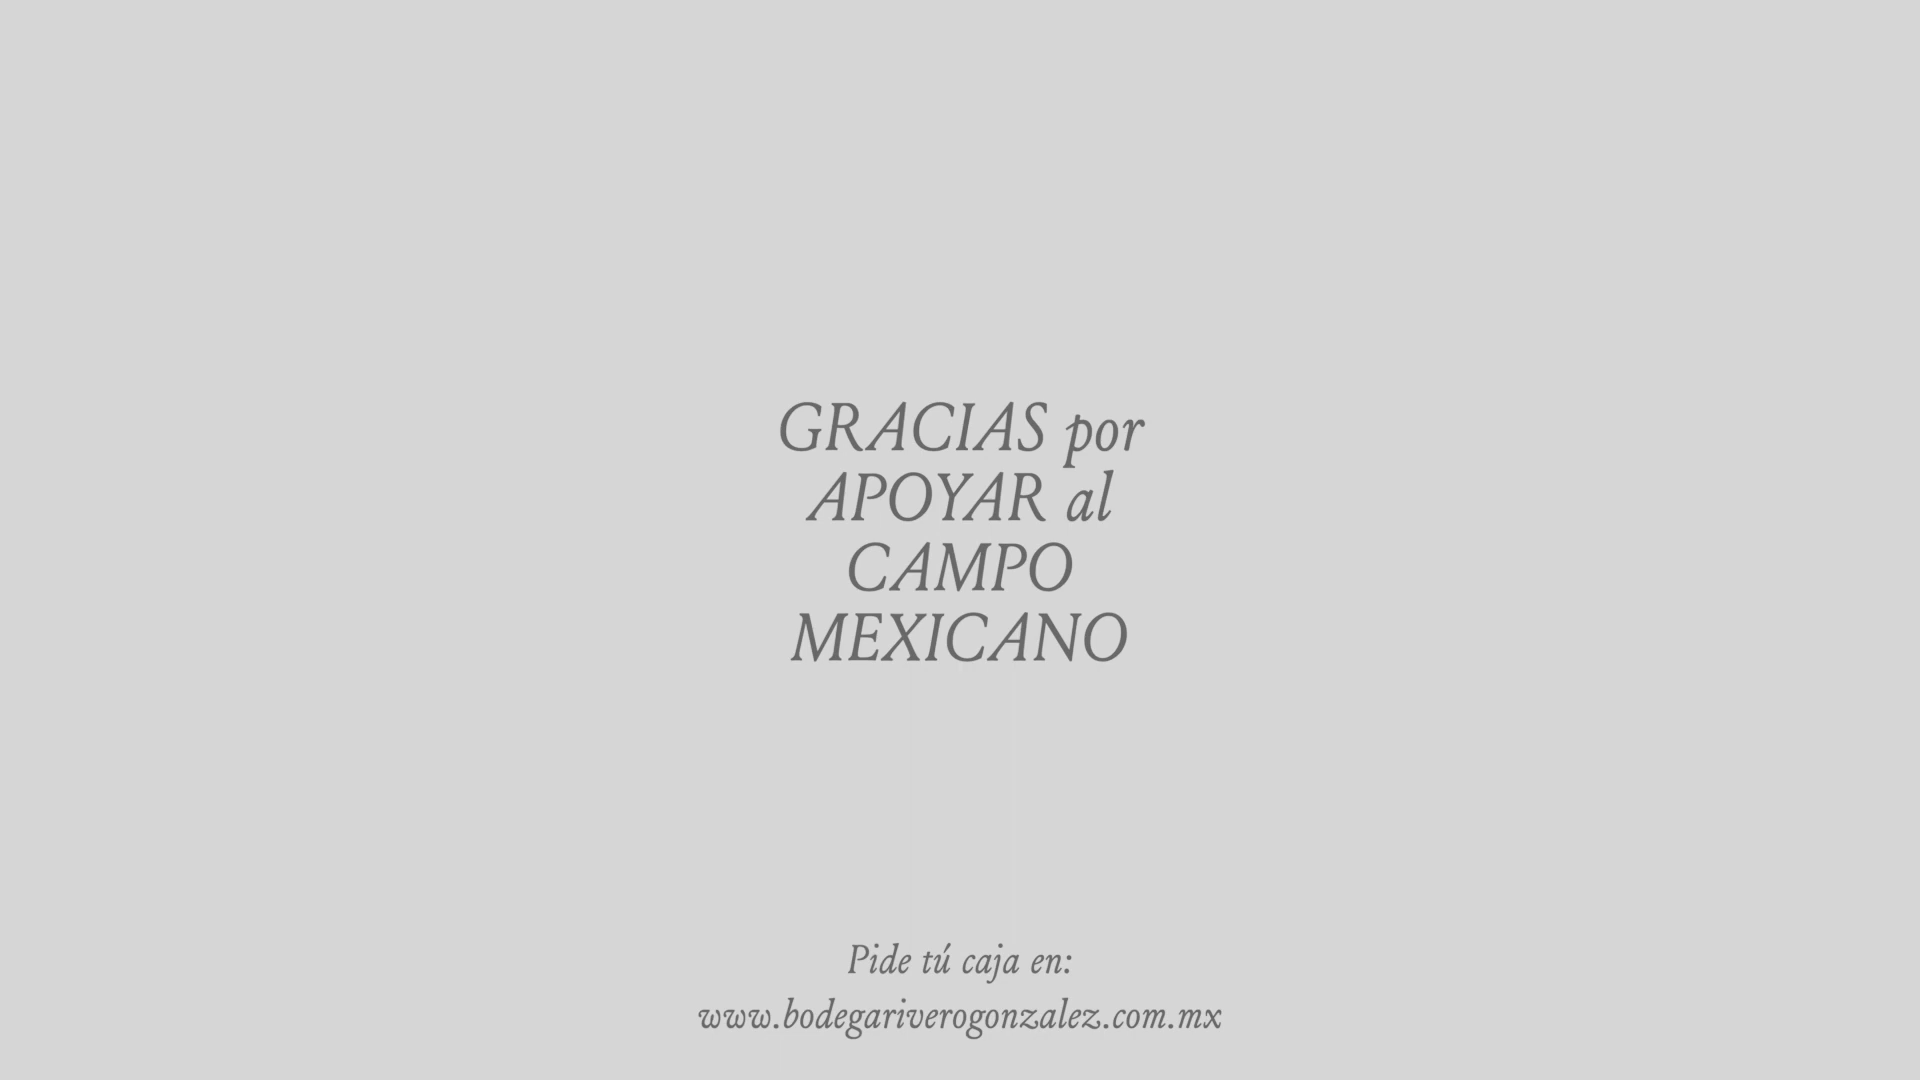 GRACIAS por
APOYAR al
CAMPO
MEXICANO
Pide tú caja en:
www.bodegariverogonzalez.com.mx